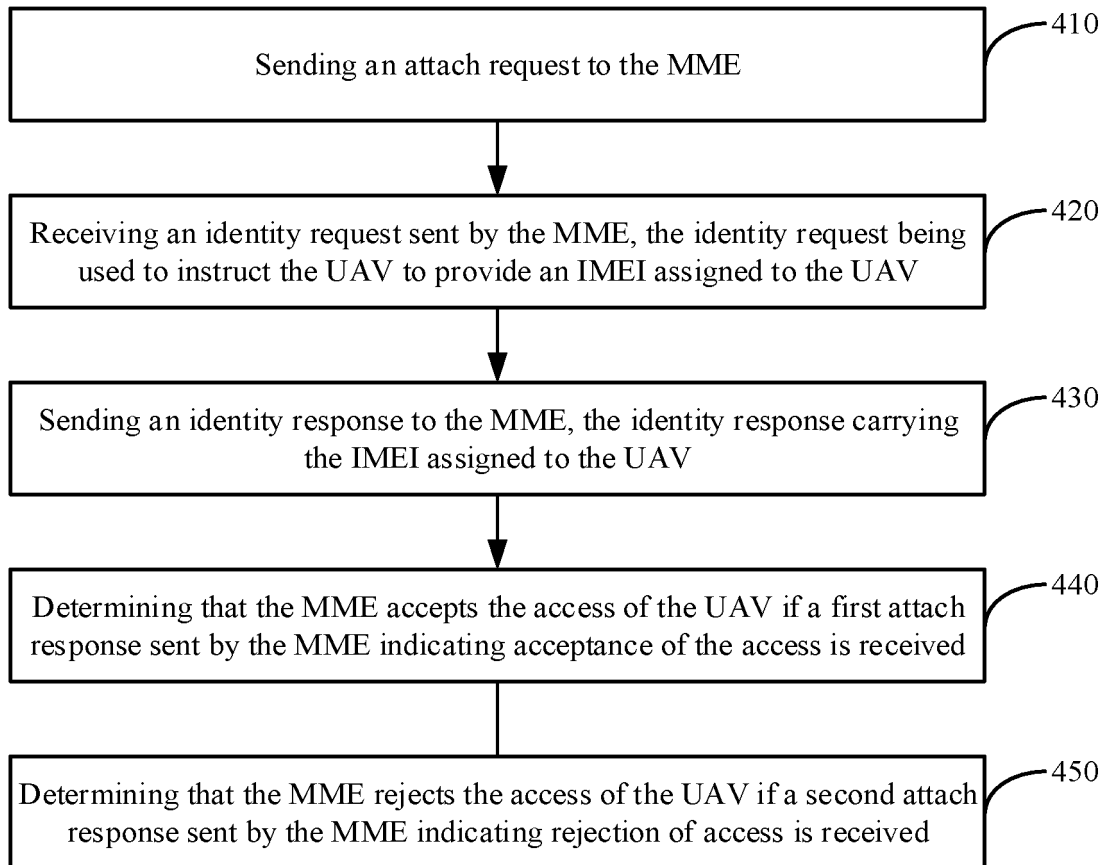 410
Sending an attach request to the MME
420
Receiving an identity request sent by the MME, the identity request being
used to instruct the UAV to provide an IMEI assigned to the UAV
430
Sending an identity response to the MME, the identity response carrying
the IMEI assigned to the UAV
440
Determining that the MME accepts the access of the UAV if a first attach
response sent by the MME indicating acceptance of the access is received
450
Determining that the MME rejects the access of the UAV if a second attach
response sent by the MME indicating rejection of access is received